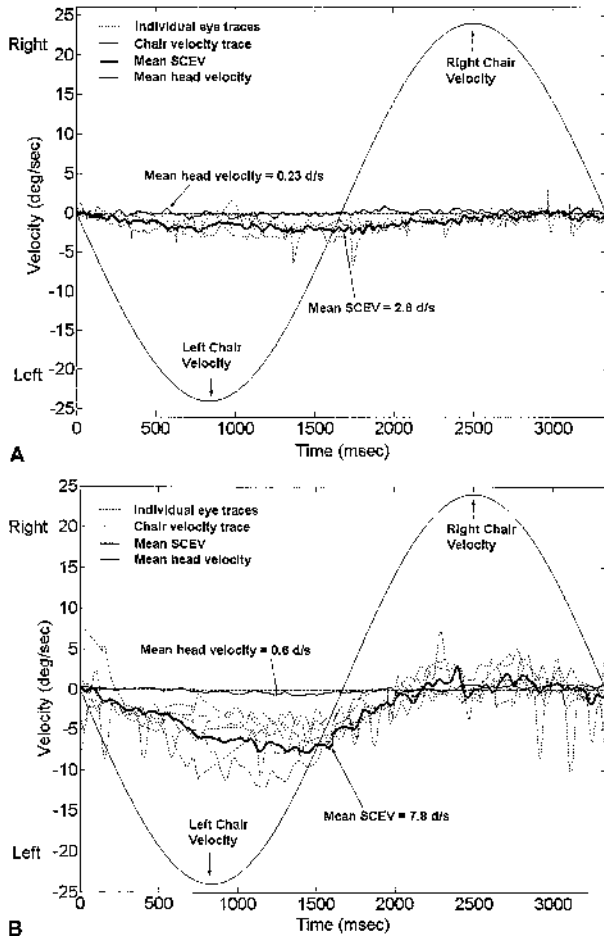 25
Right
20
15
10
5
0
-5
-10
-15
-20
Left
-25
Velocity (deg/sec)
Individual eye traces
Chair velocity trace
Mean SCEV
Mean head velocity
Right Chair
Velocity
Mean head velocity = 0.23 d/s
Mean SCEV = 2.8 d/s
Left Chair
Velocity
0 500 1000 1500 2000 2500 3000
Time (msec)
A
25
Right
20
15
10
5
0
-5
-10
-15
-20
Left
-25
Velocity (deg/sec)
Individual eye traces
Chair velocity trace
Mean SCEV
Mean head velocity
Right Chair
Velocity
Mean head velocity = 0.6 d/s
Mean SCEV = 7.8 d/s
Left Chair
Velocity
0 500 1000 1500 2000 2500 3000
Time (msec)
B